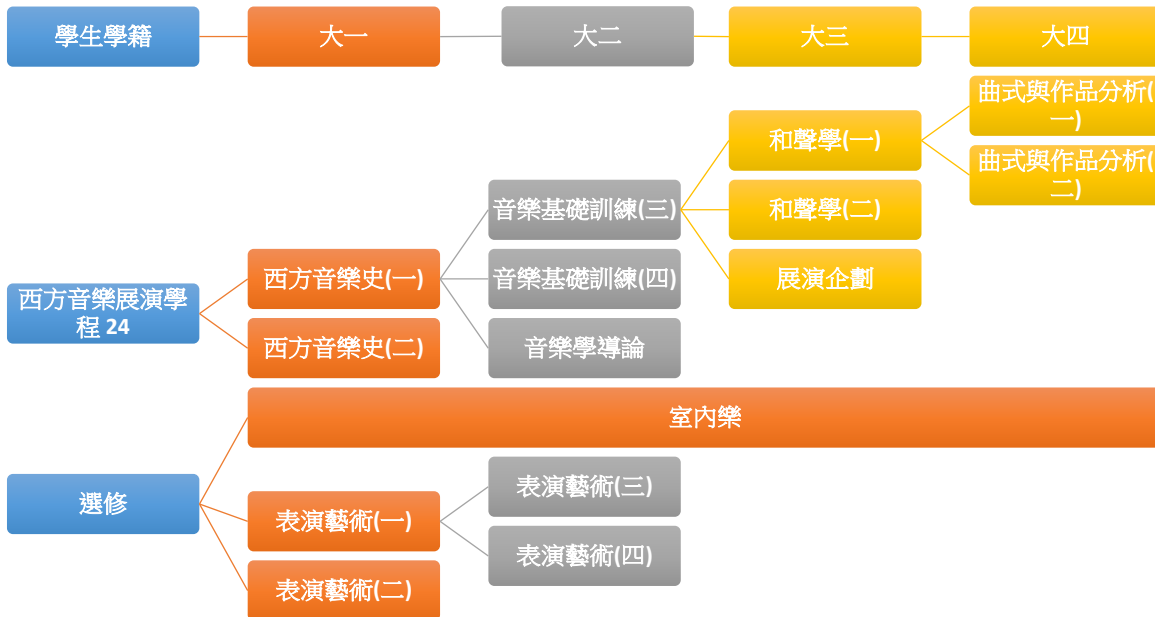 學生學籍
大一
大二
大三
大四
曲式與作品分析(
一)
和聲學(一)
曲式與作品分析(
二)
音樂基礎訓練(三)
和聲學(二)
西方音樂史(一)
音樂基礎訓練(四)
展演企劃
西方音樂展演學
程 24
西方音樂史(二)
音樂學導論
室內樂
選修
表演藝術(一)
表演藝術(三)
表演藝術(四)
表演藝術(二)